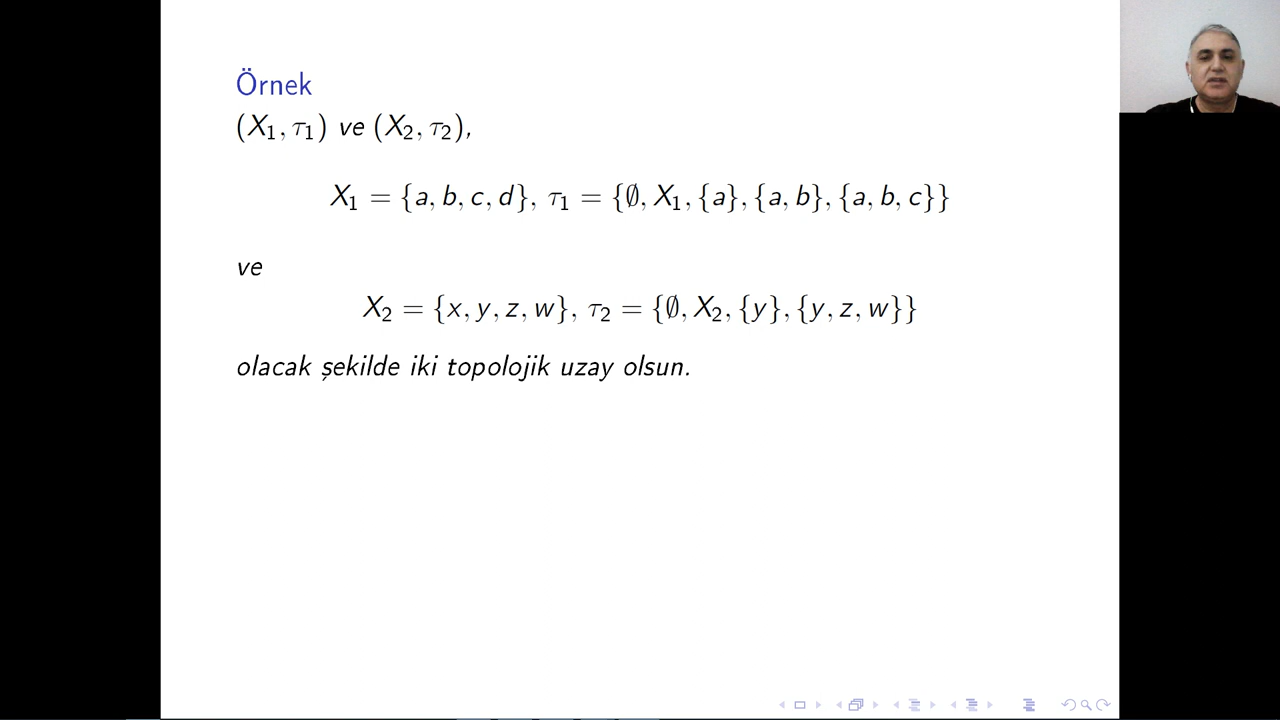 Örnek
(X₁, τ₁) ve (X₂, τ₂),
X₁ = {a, b, c, d}, τ₁ = {∅, X₁, {a}, {a, b}, {a, b, c}}
ve
X₂ = {x, y, z, w}, τ₂ = {∅, X₂, {y}, {y, z, w}}
olacak şekilde iki topolojik uzay olsun.